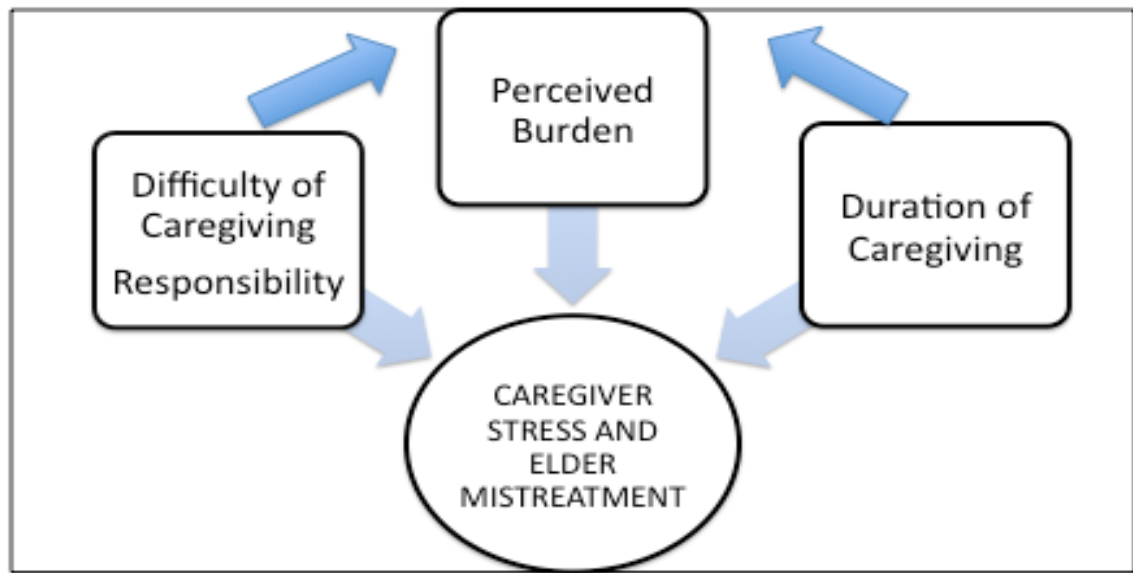 Perceived
Burden
Difficulty of
Caregiving
Responsibility
Duration of
Caregiving
CAREGIVER
STRESS AND
ELDER
MISTREATMENT